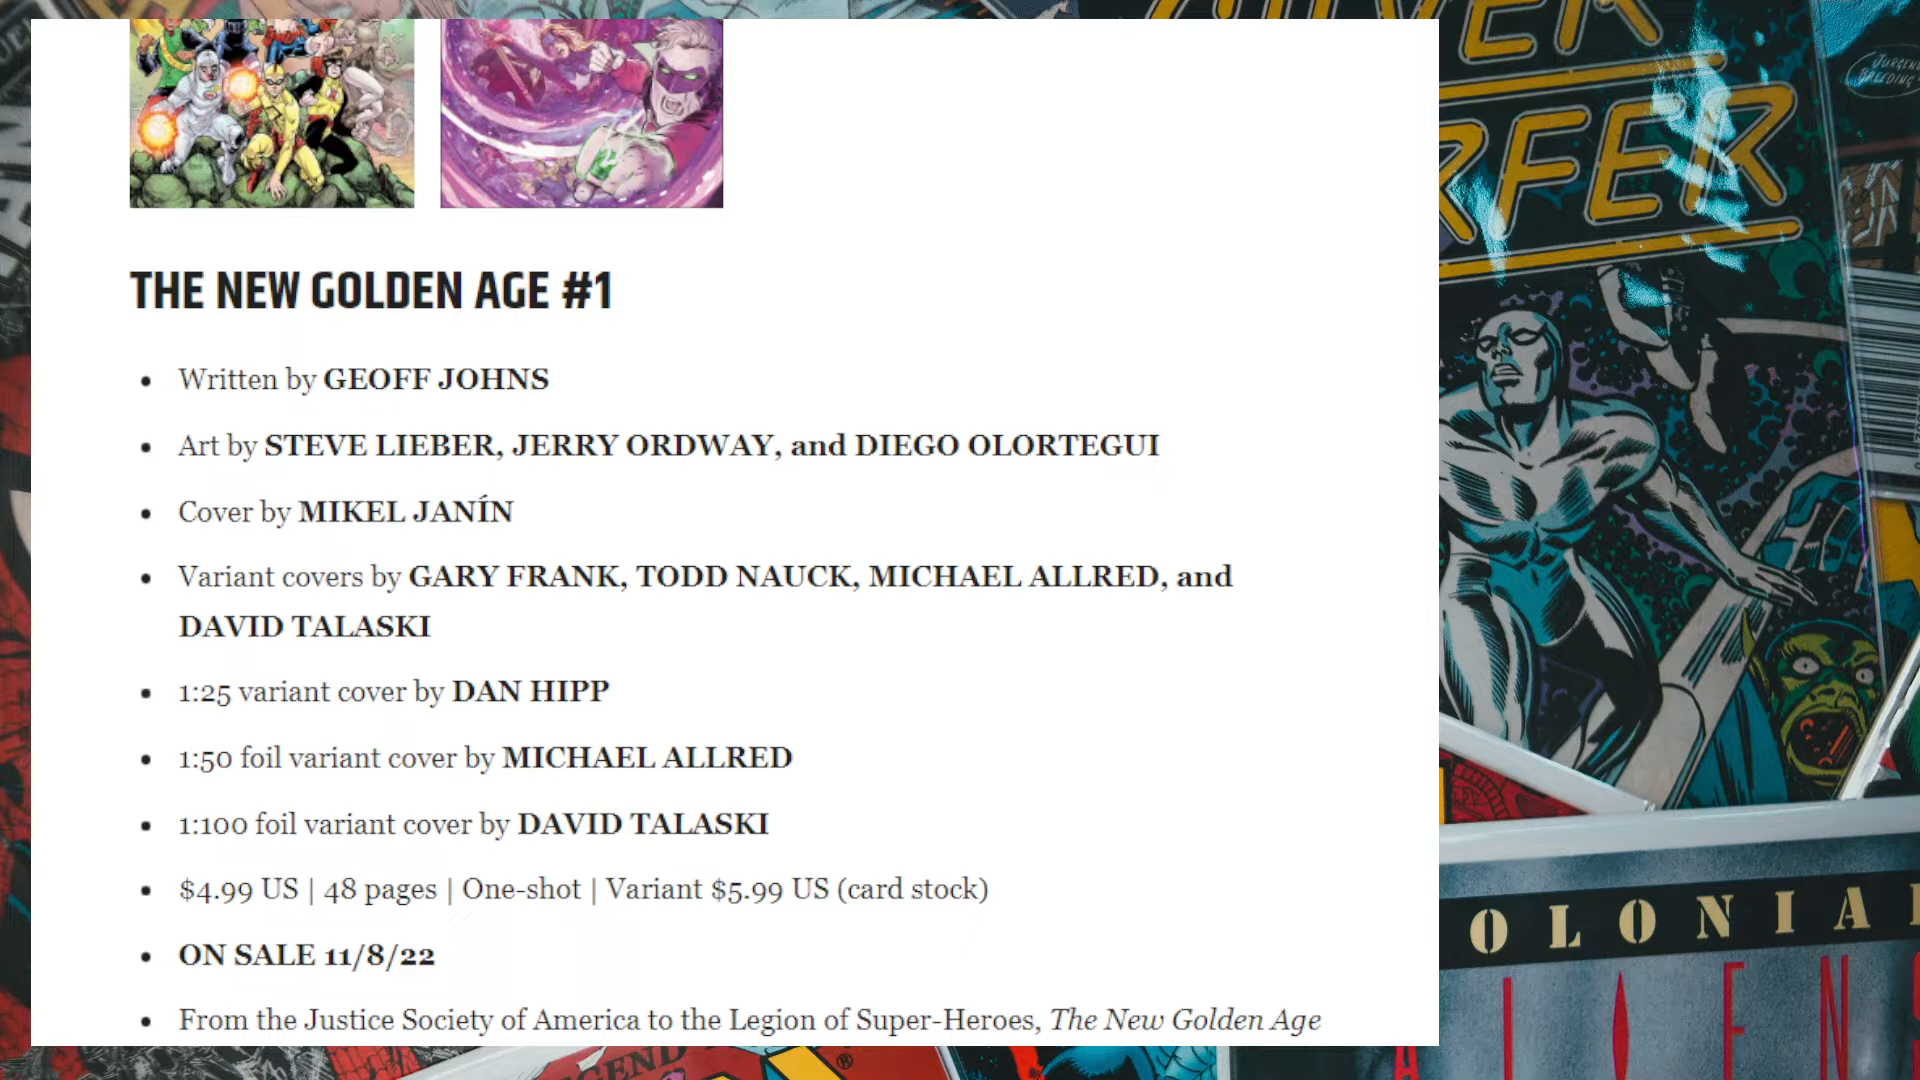 THE NEW GOLDEN AGE #1
• Written by GEOFF JOHNS
• Art by STEVE LIEBER, JERRY ORDWAY, and DIEGO OLORTEGUI
• Cover by MIKEL JANÍN
• Variant covers by GARY FRANK, TODD NAUCK, MICHAEL ALLRED, and
DAVID TALASKI
• 1:25 variant cover by DAN HIPP
• 1:50 foil variant cover by MICHAEL ALLRED
• 1:100 foil variant cover by DAVID TALASKI
• $4.99 US | 48 pages | One-shot | Variant $5.99 US (card stock)
• ON SALE 11/8/22
• From the Justice Society of America to the Legion of Super-Heroes, The New Golden Age
VER
RFER
OLONIA
ALIENS
GEND